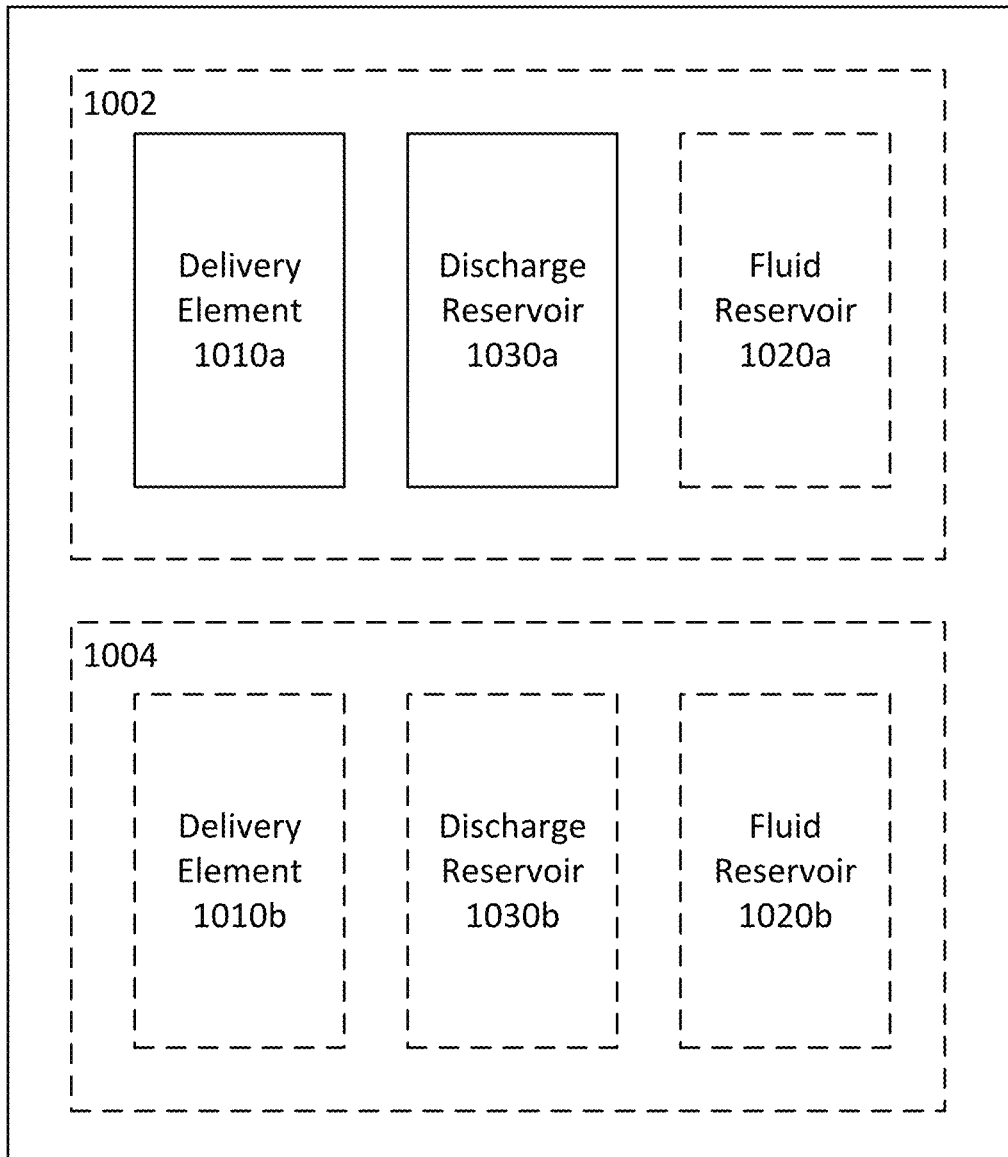 1002
Delivery
Element
1010a
Discharge
Reservoir
1030a
Fluid
Reservoir
1020a
1004
Delivery
Element
1010b
Discharge
Reservoir
1030b
Fluid
Reservoir
1020b